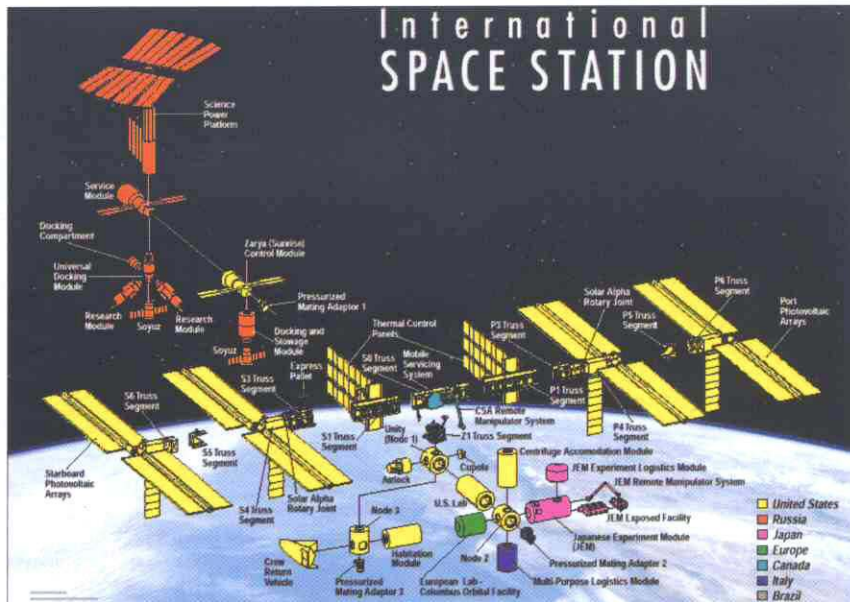 International
SPACE STATION
Science
Power
Platform
Service
Module
Docking
Compartment
Universal
Docking
Module
Research
Module
Soyuz
Research
Module
Zarya (Sunrise)
Control Module
Pressurized
Mating Adaptor 1
Docking and
Stowage
Module
Soyuz
Express
Pallet
S3 Truss
Segment
Thermal Control
Panels
S0 Truss
Segment
Mobile
Servicing
System
P3 Truss
Segment
Solar Alpha
Rotary Joint
P5 Truss
Segment
P6 Truss
Segment
Port
Photovoltaic
Arrays
P1 Truss
Segment
P4 Truss
Segment
CSA Remote
Manipulator System
S6 Truss
Segment
S5 Truss
Segment
Starboard
Photovoltaic
Arrays
S4 Truss
Segment
Solar Alpha
Rotary Joint
S1 Truss
Segment
Unity
(Node 1)
Z1 Truss Segment
Cupola
Airlock
Centrifuge Accomodation Module
JEM Experiment Logistics Module
JEM Remote Manipulator System
U.S. Lab
JEM Exposed Facility
Japanese Experiment Module
(JEM)
Node 3
Habitation
Module
Crew
Return
Vehicle
Pressurized
Mating Adaptor 3
Node 2
Pressurized Mating Adaptor 2
European Lab -
Columbus Orbital Facility
Multi-Purpose Logistics Module
United States
Russia
Japan
Europe
Canada
Italy
Brazil